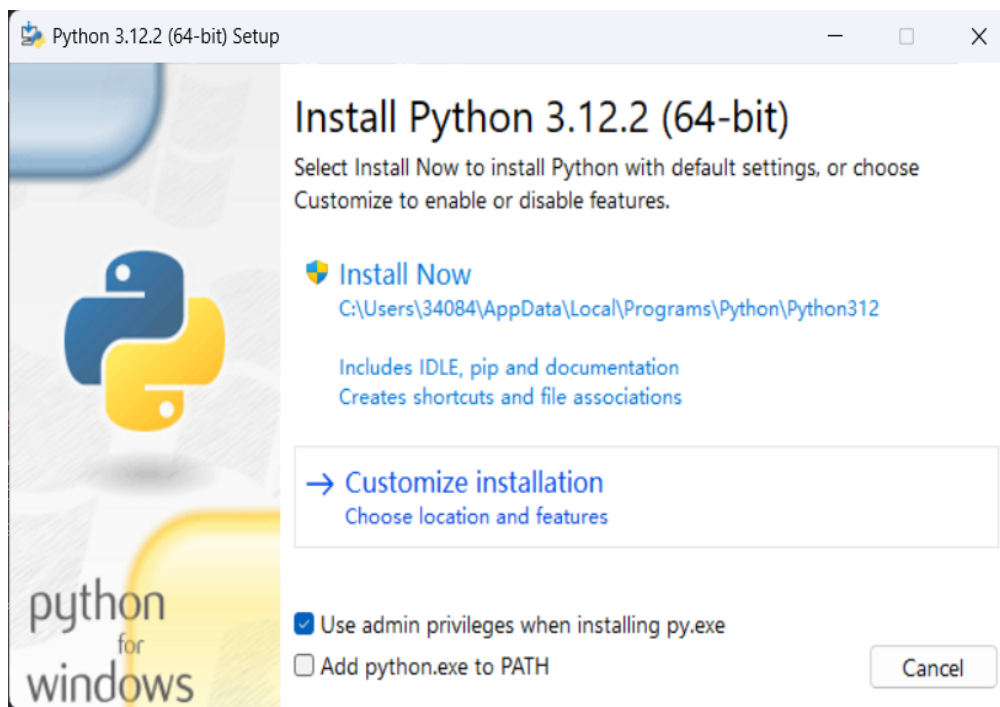 Python 3.12.2 (64-bit) Setup
Install Python 3.12.2 (64-bit)
Select Install Now to install Python with default settings, or choose
Customize to enable or disable features.
Install Now
C:\Users\34084\AppData\Local\Programs\Python\Python312
Includes IDLE, pip and documentation
Creates shortcuts and file associations
→ Customize installation
Choose location and features
python
for
windows
Use admin privileges when installing py.exe
Add python.exe to PATH
Cancel